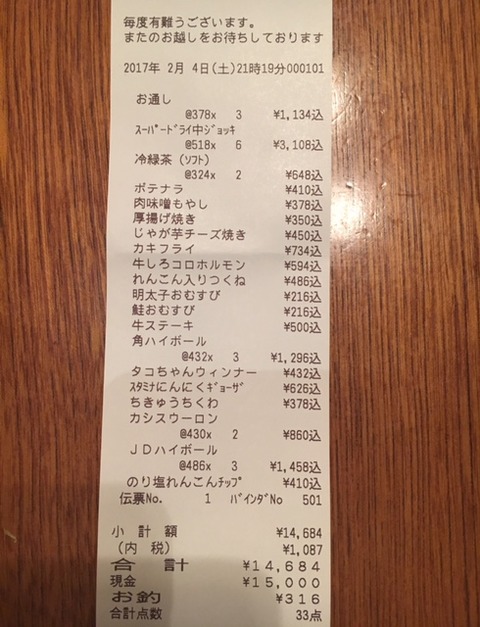 毎度有難うございます。
またのお越しをお待ちしております
2017年 2月 4日(土)21時19分000101
お通し
@378x 3 ¥1,134込
ｽｰﾊﾟｰﾄﾞﾗｲ中ｼﾞｮｯｷ
@518x 6 ¥3,108込
冷緑茶(ｿﾌﾄ)
@324x 2 ¥648込
ポテナラ ¥410込
肉味噌もやし ¥378込
厚揚げ焼き ¥350込
じゃが芋チーズ焼き ¥450込
カキフライ ¥734込
牛しろコロホルモン ¥594込
れんこん入りつくね ¥486込
明太子おむすび ¥216込
鮭おむすび ¥216込
牛ステーキ ¥500込
角ハイボール
@432x 3 ¥1,296込
タコちゃんウィンナー ¥432込
ｽﾀﾐﾅにんにくｷﾞｮｰｻﾞ ¥626込
ちきゅうちくわ ¥378込
カシスウーロン
@430x 2 ¥860込
ＪＤハイボール
@486x 3 ¥1,458込
のり塩れんこんﾁｯﾌﾟ ¥410込
伝票No. 1 ﾊﾞｲﾝﾀﾞNo 501
小 計 額 ¥14,684
(内 税) ¥1,087
合 計 ¥14,684
現金 ¥15,000
お釣 ¥316
合計点数 33点